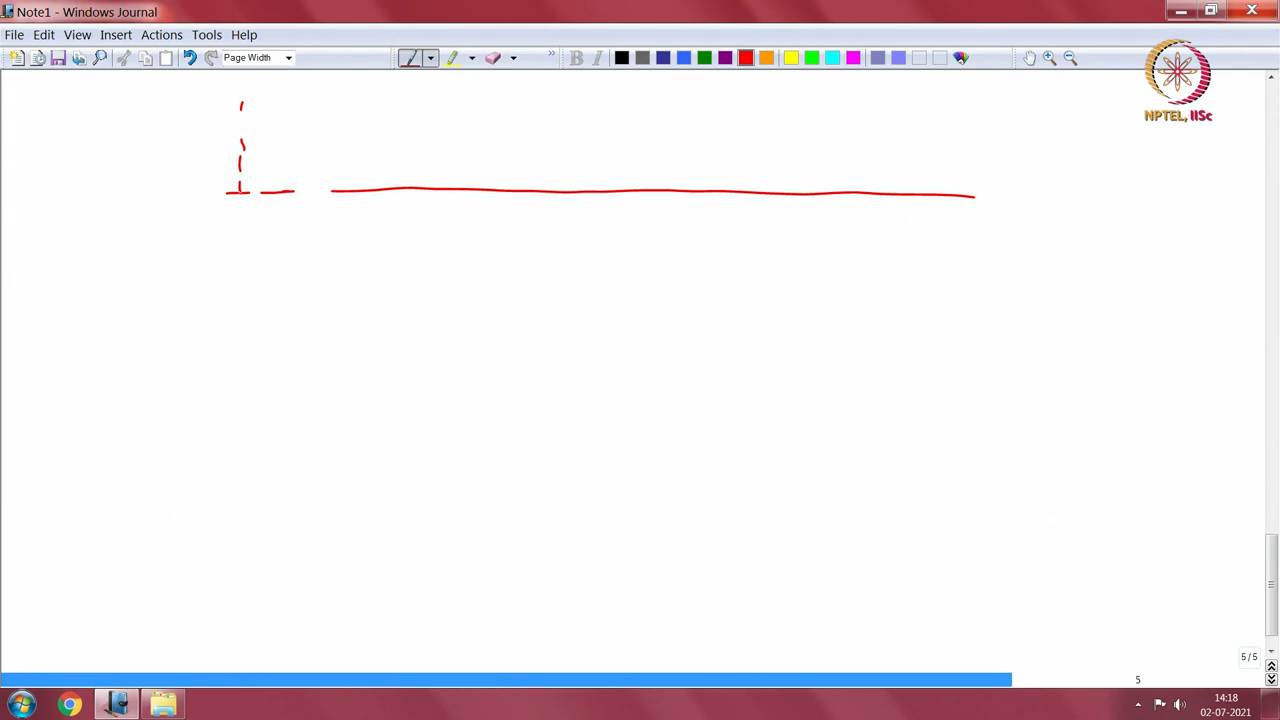 Note1 - Windows Journal
File Edit View Insert Actions Tools Help
Page Width
B I
NPTEL, IISc
5 / 5
5
14:18
02-07-2021